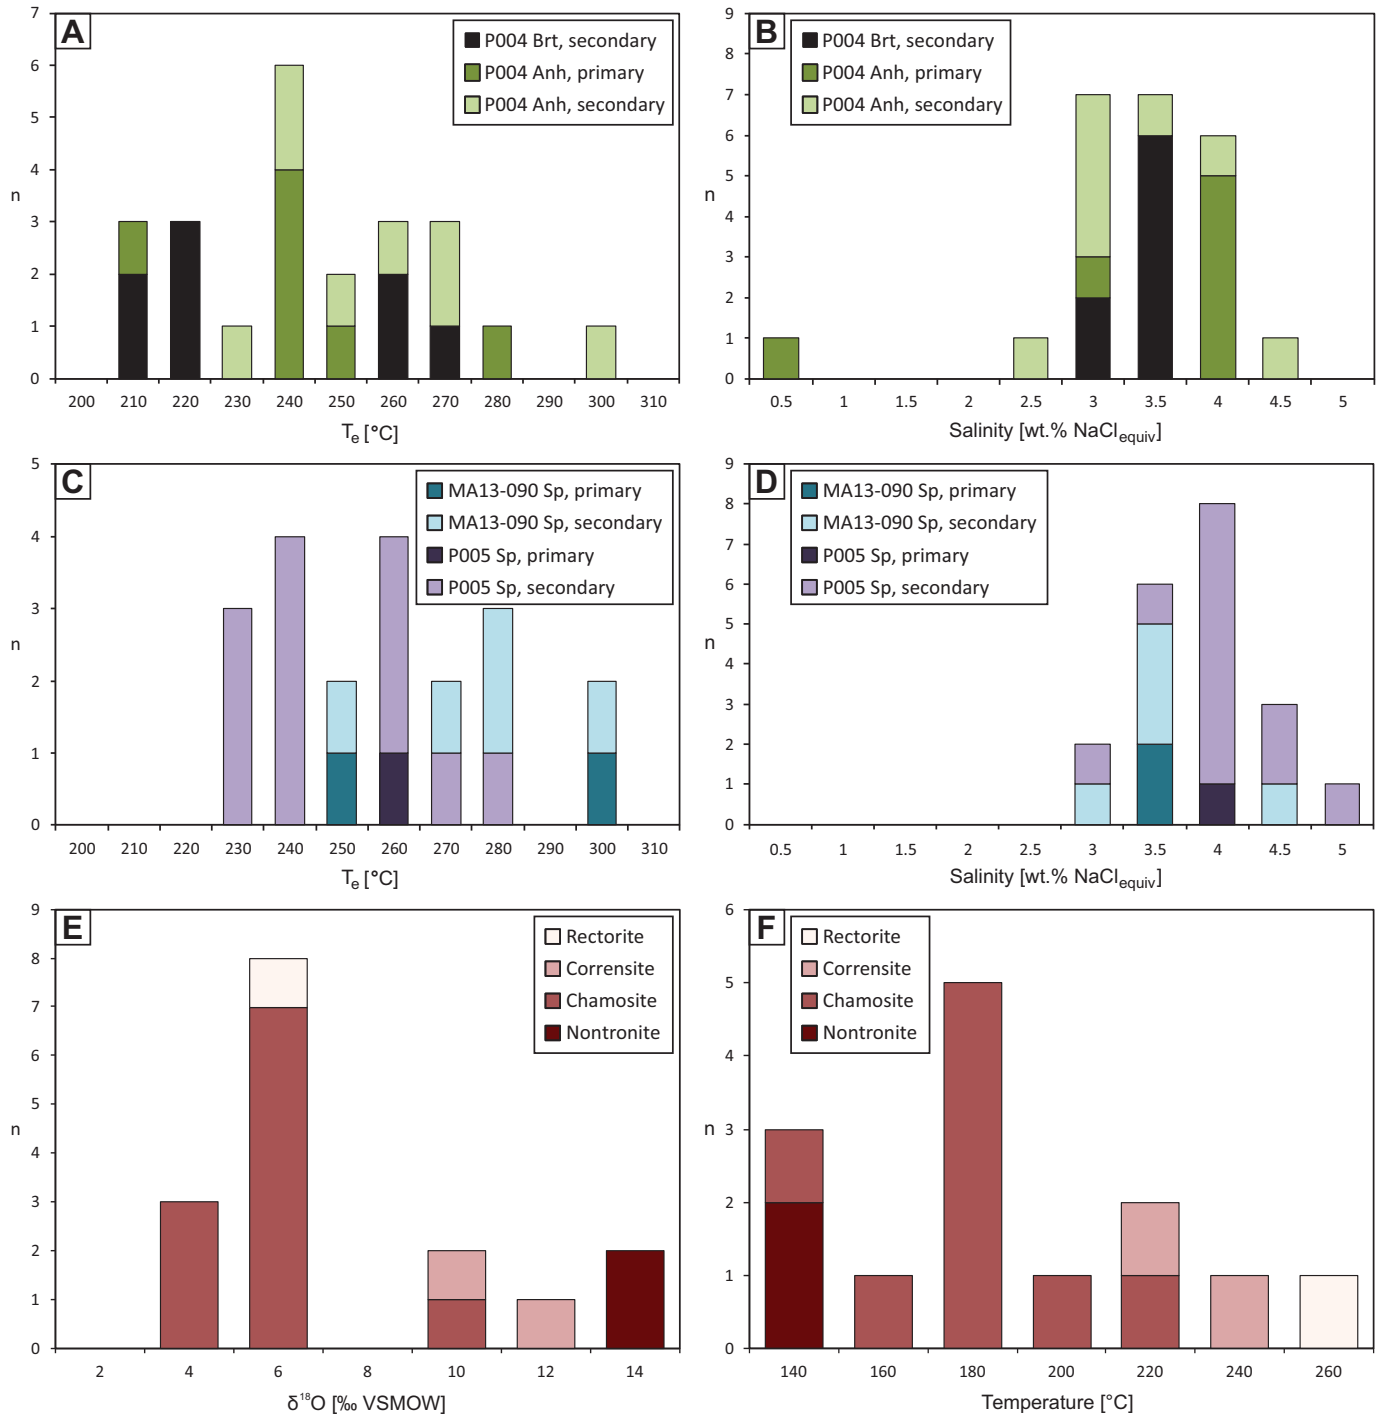 A
P004 Brt, secondary
P004 Anh, primary
P004 Anh, secondary
7
6
5
4
3
2
1
0
n
200 210 220 230 240 250 260 270 280 290 300 310
Te [°C]
B
P004 Brt, secondary
P004 Anh, primary
P004 Anh, secondary
9
8
7
6
5
4
3
2
1
0
n
0.5 1 1.5 2 2.5 3 3.5 4 4.5 5
Salinity [wt.% NaClequiv]
C
MA13-090 Sp, primary
MA13-090 Sp, secondary
P005 Sp, primary
P005 Sp, secondary
5
4
3
2
1
0
n
200 210 220 230 240 250 260 270 280 290 300 310
Te [°C]
D
MA13-090 Sp, primary
MA13-090 Sp, secondary
P005 Sp, primary
P005 Sp, secondary
9
8
7
6
5
4
3
2
1
0
n
0.5 1 1.5 2 2.5 3 3.5 4 4.5 5
Salinity [wt.% NaClequiv]
E
Rectorite
Corrensite
Chamosite
Nontronite
9
8
7
6
5
4
3
2
1
0
n
2 4 6 8 10 12 14
δ¹⁸O [‰ VSMOW]
F
Rectorite
Corrensite
Chamosite
Nontronite
6
5
4
3
2
1
0
n
140 160 180 200 220 240 260
Temperature [°C]